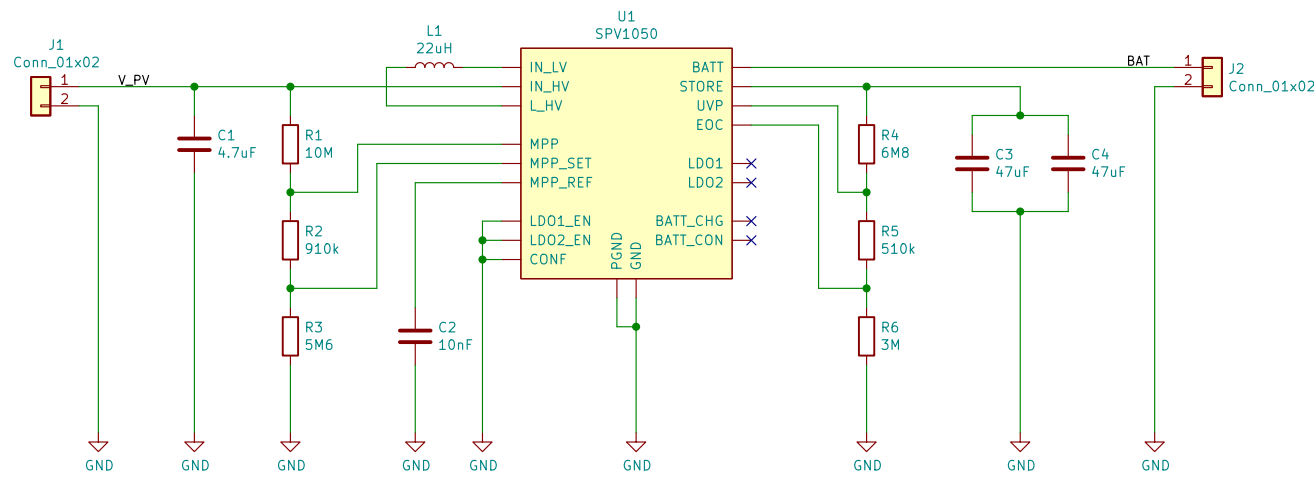 J1
Conn_01x02
1
2
V_PV
C1
4.7uF
R1
10M
R2
910k
R3
5M6
L1
22uH
C2
10nF
U1
SPV1050
IN_LV
IN_HV
L_HV
MPP
MPP_SET
MPP_REF
LDO1_EN
LDO2_EN
CONF
PGND
GND
BATT
STORE
UVP
EOC
LDO1
LDO2
BATT_CHG
BATT_CON
R4
6M8
R5
510k
R6
3M
C3
47uF
C4
47uF
BAT
1
2
J2
Conn_01x02
GND
GND
GND
GND
GND
GND
GND
GND
GND